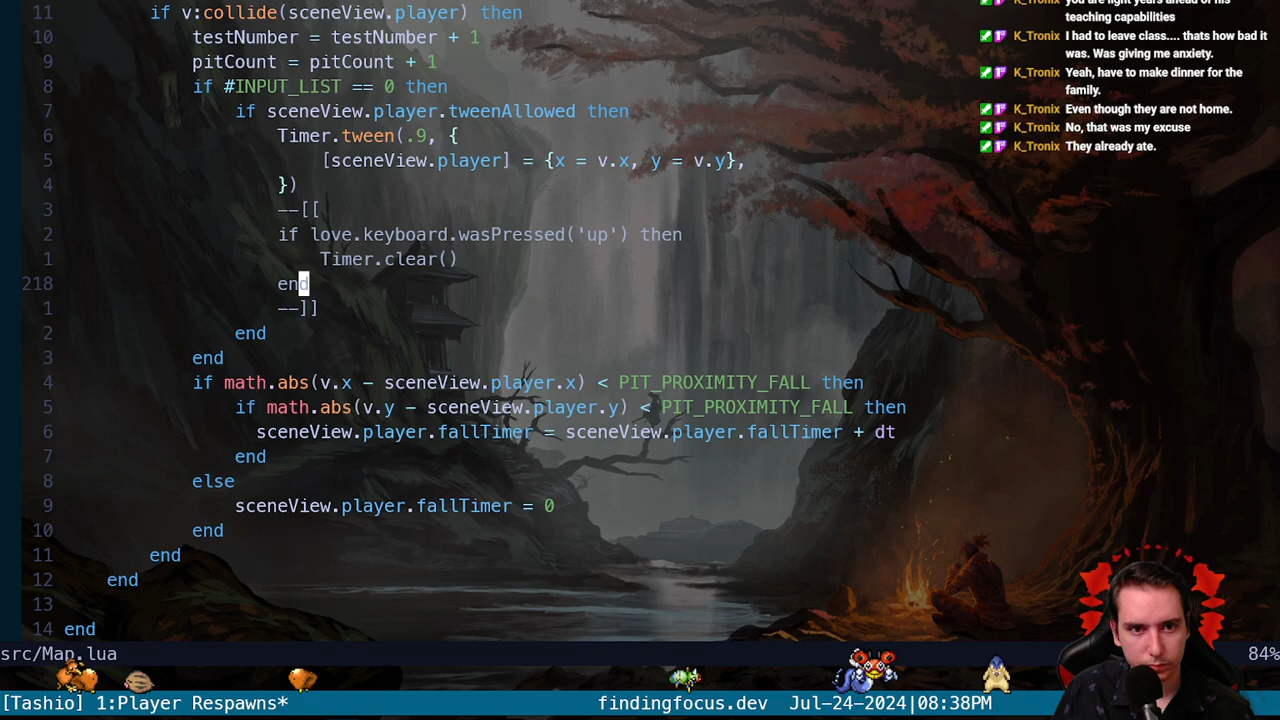 11 if v:collide(sceneView.player) then
10 testNumber = testNumber + 1
9 pitCount = pitCount + 1
8 if #INPUT_LIST == 0 then
7 if sceneView.player.tweenAllowed then
6 Timer.tween(.9, {
5 [sceneView.player] = {x = v.x, y = v.y},
4 })
3 --[[
2 if love.keyboard.wasPressed('up') then
1 Timer.clear()
218 end
1 --]]
2 end
3 end
4 if math.abs(v.x - sceneView.player.x) < PIT_PROXIMITY_FALL then
5 if math.abs(v.y - sceneView.player.y) < PIT_PROXIMITY_FALL then
6 sceneView.player.fallTimer = sceneView.player.fallTimer + dt
7 end
8 else
9 sceneView.player.fallTimer = 0
10 end
11 end
12 end
13
14 end
src/Map.lua 84%
[Tashio] 1:Player Respawns* findingfocus.dev Jul-24-2024|08:38PM
teaching capabilities
K_Tronix I had to leave class.... thats how bad it
was. Was giving me anxiety.
K_Tronix Yeah, have to make dinner for the
family.
K_Tronix Even though they are not home.
K_Tronix No, that was my excuse
K_Tronix They already ate.